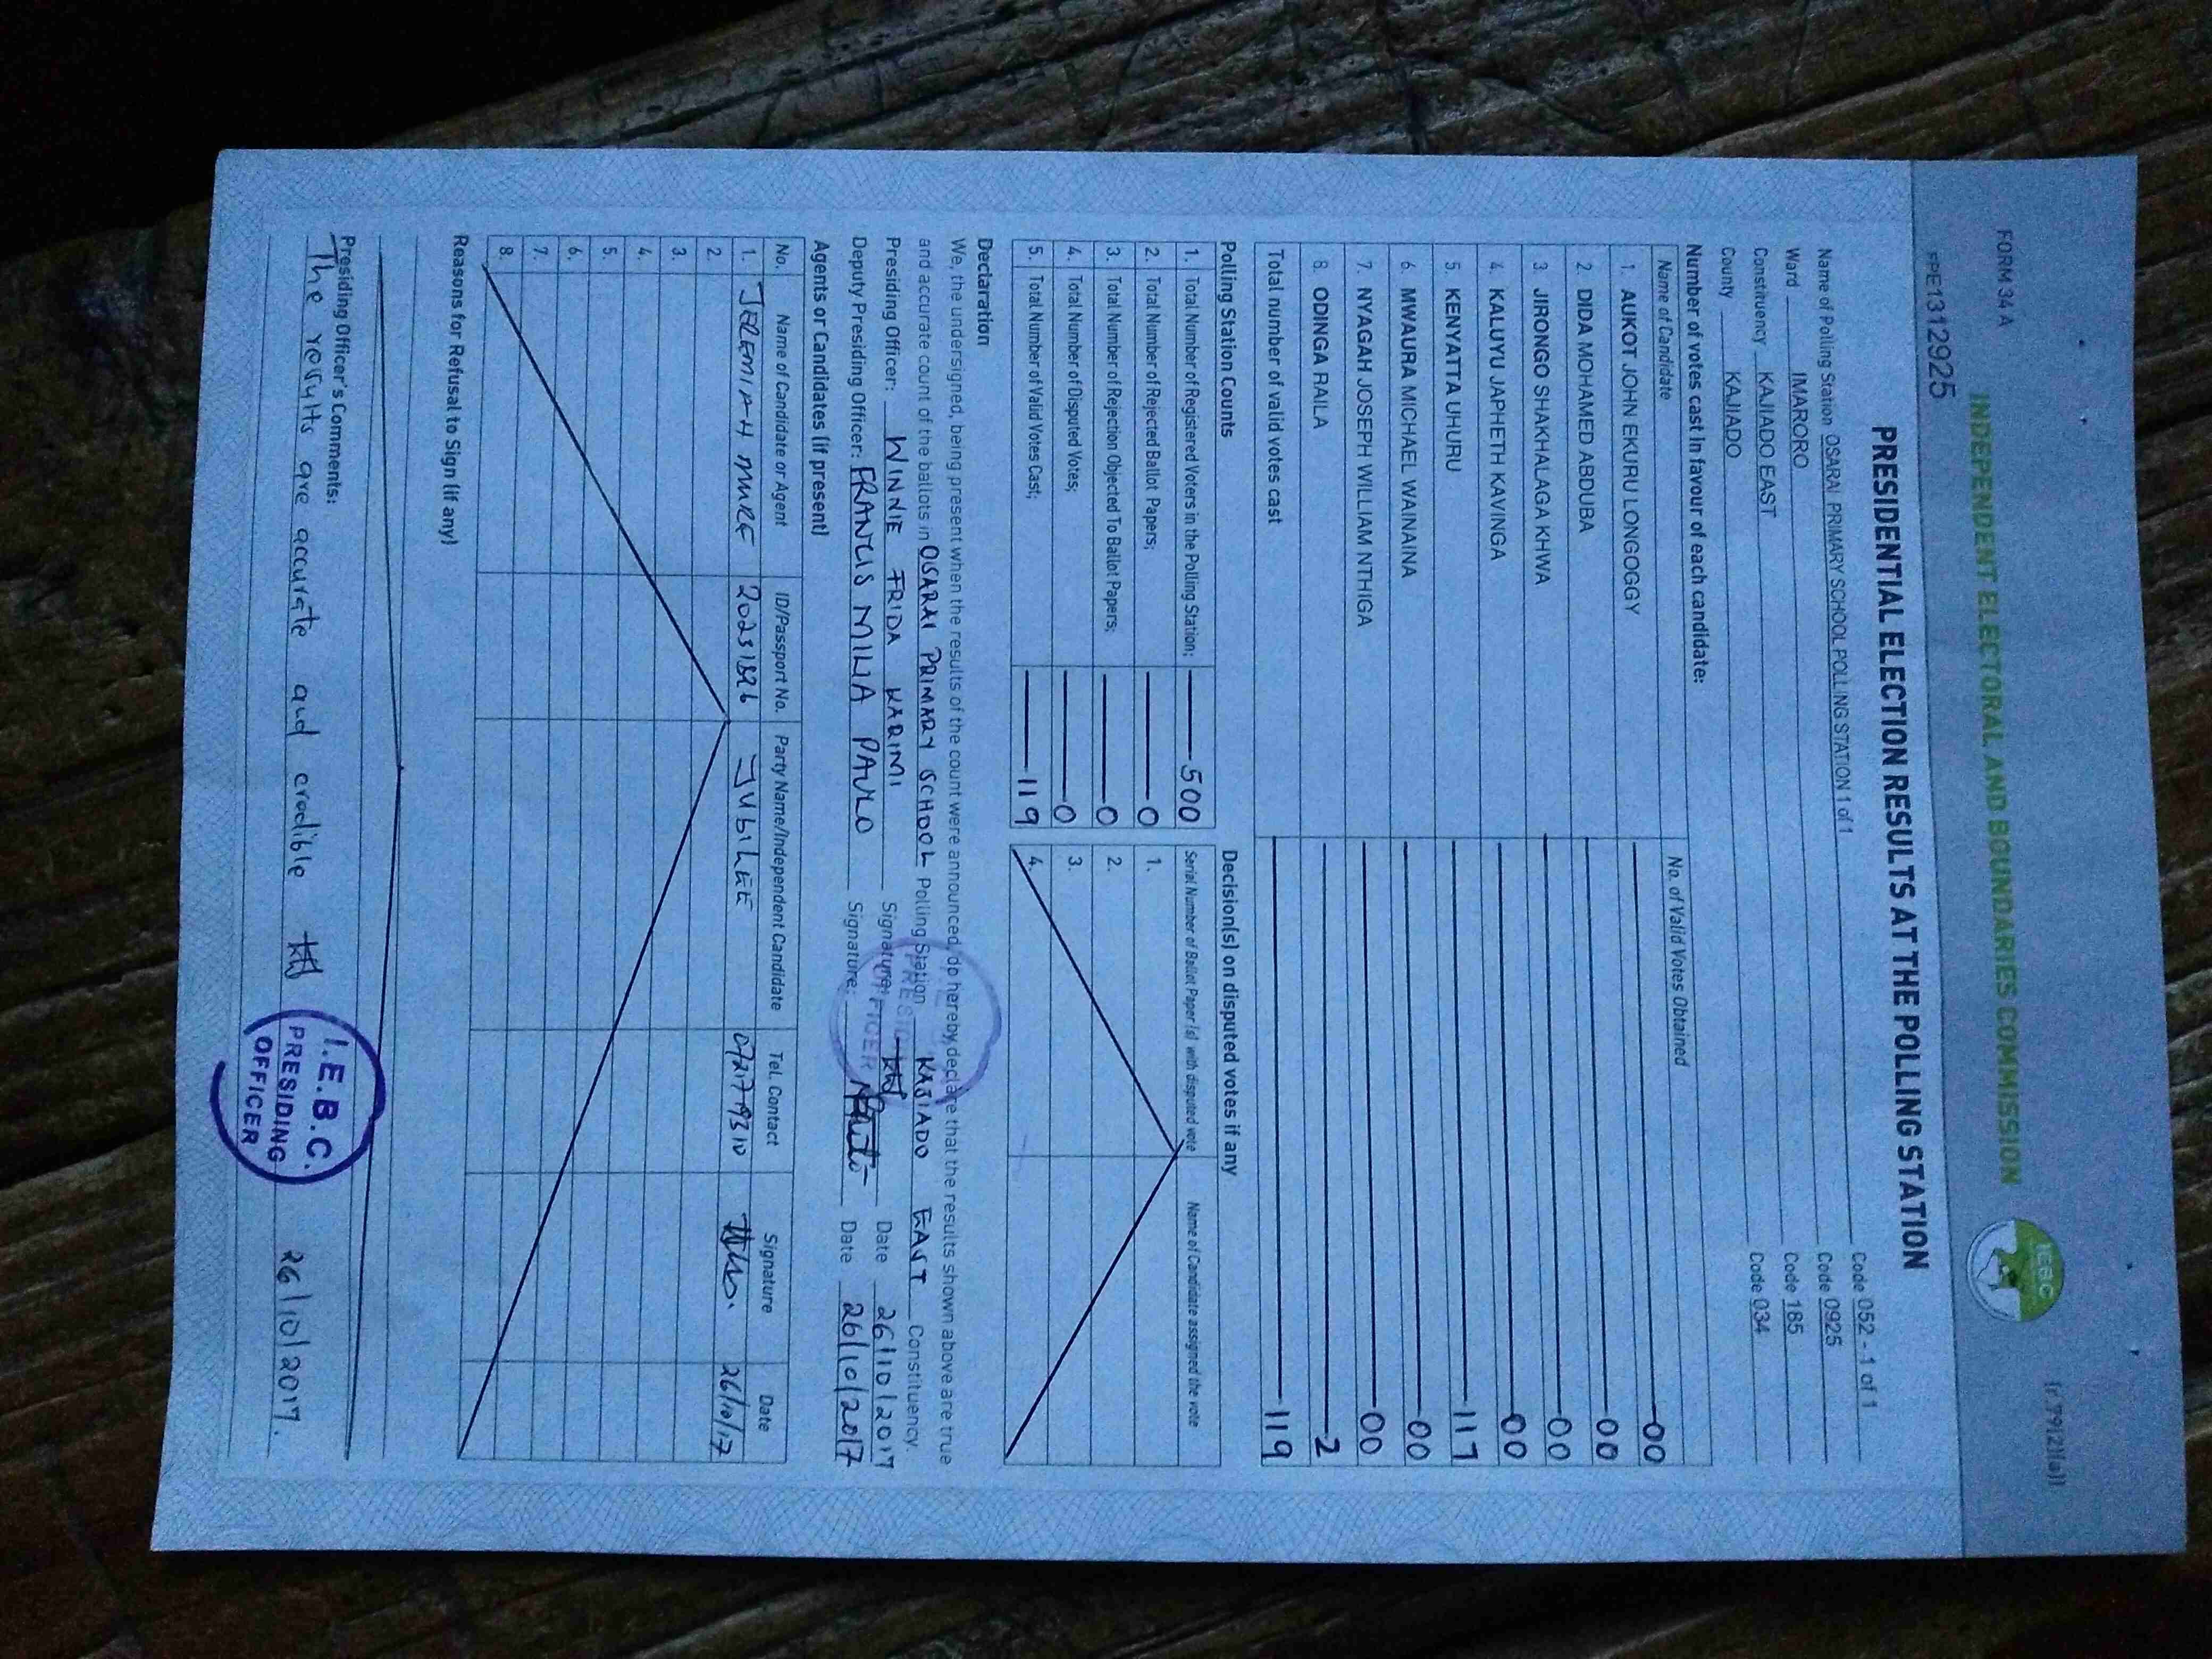 FORM 34 A
(r.79(2)(a))
INDEPENDENT ELECTORAL AND BOUNDARIES COMMISSION
IEBC
PRESIDENTIAL ELECTION RESULTS AT THE POLLING STATION
Name of Polling Station OSARAI PRIMARY SCHOOL POLLING STATION 1 of 1 Code 052 - 1 of 1
Ward IMARORO Code 0925
Constituency KAJIADO EAST Code 185
County KAJIADO Code 034
Number of votes cast in favour of each candidate:
Name of Candidate No. of Valid Votes Obtained
1. AUKOT JOHN EKURU LONGOGGY 00
2. DIDA MOHAMED ABDUBA 00
3. JIRONGO SHAKHALAGA KHWA 00
4. KALUYU JAPHETH KAVINGA 00
5. KENYATTA UHURU 117
6. MWAURA MICHAEL WAINAINA 00
7. NYAGAH JOSEPH WILLIAM NTHIGA 00
8. ODINGA RAILA 2
Total number of valid votes cast 119
Polling Station Counts
1. Total Number of Registered Voters in the Polling Station; 500
2. Total Number of Rejected Ballot Papers; 0
3. Total Number of Rejection Objected To Ballot Papers; 0
4. Total Number of Disputed Votes; 0
5. Total Number of Valid Votes Cast; 119
Decision(s) on disputed votes if any
Serial Number of Ballot Paper (s) with disputed vote Name of Candidate assigned the vote
1.
2.
3.
4.
Declaration
We, the undersigned, being present when the results of the count were announced, do hereby declare that the results shown above are true
and accurate count of the ballots in OSARAI PRIMARY SCHOOL Polling Station KAJIADO EAST Constituency.
Presiding Officer: WINNIE FRIDA KARIMI Signature: Date 26/10/2017
Deputy Presiding Officer: FRANCIS MILIA PAULO Signature: Date 26/10/2017
PRESIDING
OFFICER
Agents or Candidates (if present)
No. Name of Candidate or Agent ID/Passport No. Party Name/Independent Candidate Tel. Contact Signature Date
1. JEREMIAH JUBILEE 26/10/17
2.
3.
4.
5.
6.
7.
8.
Reasons for Refusal to Sign (if any)
Presiding Officer's Comments:
The results are accurate and credible 26/10/2017.
I.E.B.C.
PRESIDING
OFFICER